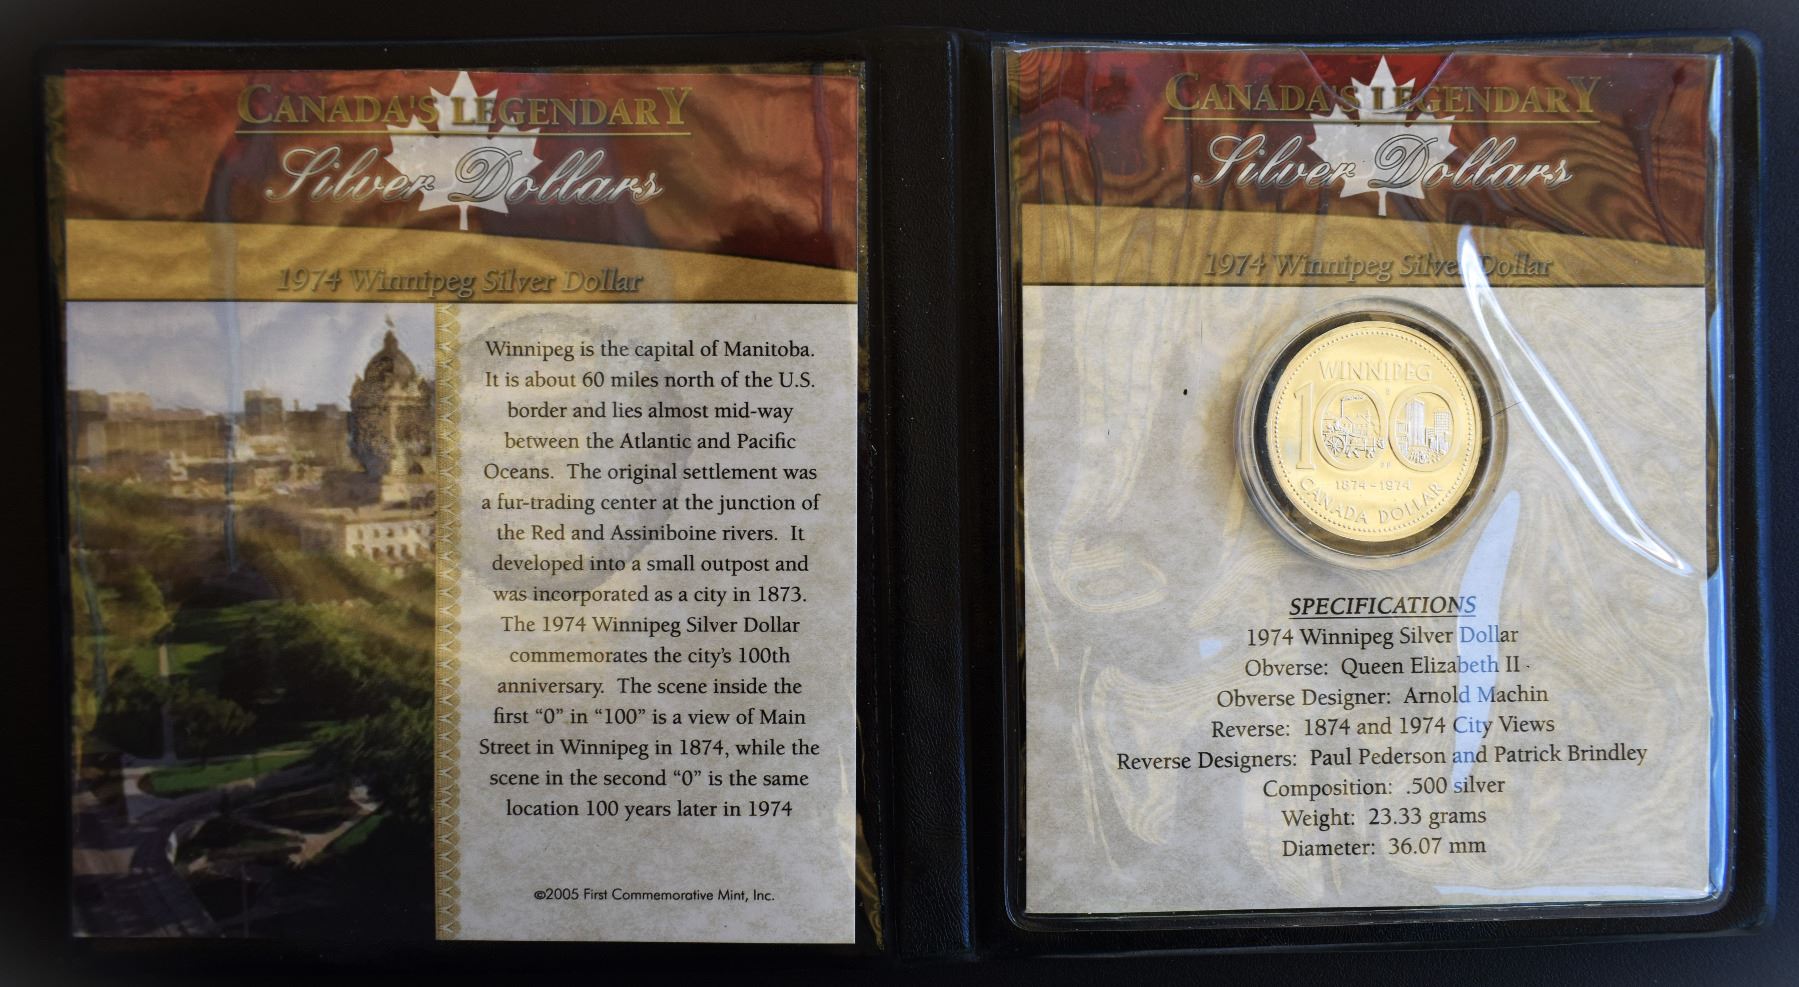 CANADA'S LEGENDARY
Silver Dollars
1974 Winnipeg Silver Dollar
Winnipeg is the capital of Manitoba.
It is about 60 miles north of the U.S.
border and lies almost mid-way
between the Atlantic and Pacific
Oceans. The original settlement was
a fur-trading center at the junction of
the Red and Assiniboine rivers. It
developed into a small outpost and
was incorporated as a city in 1873.
The 1974 Winnipeg Silver Dollar
commemorates the city's 100th
anniversary. The scene inside the
first “0” in “100” is a view of Main
Street in Winnipeg in 1874, while the
scene in the second “0” is the same
location 100 years later in 1974
©2005 First Commemorative Mint, Inc.
CANADA'S LEGENDARY
Silver Dollars
1974 Winnipeg Silver Dollar
WINNIPEG
100
1874-1974
CANADA DOLLAR
SPECIFICATIONS
1974 Winnipeg Silver Dollar
Obverse: Queen Elizabeth II
Obverse Designer: Arnold Machin
Reverse: 1874 and 1974 City Views
Reverse Designers: Paul Pederson and Patrick Brindley
Composition: .500 silver
Weight: 23.33 grams
Diameter: 36.07 mm